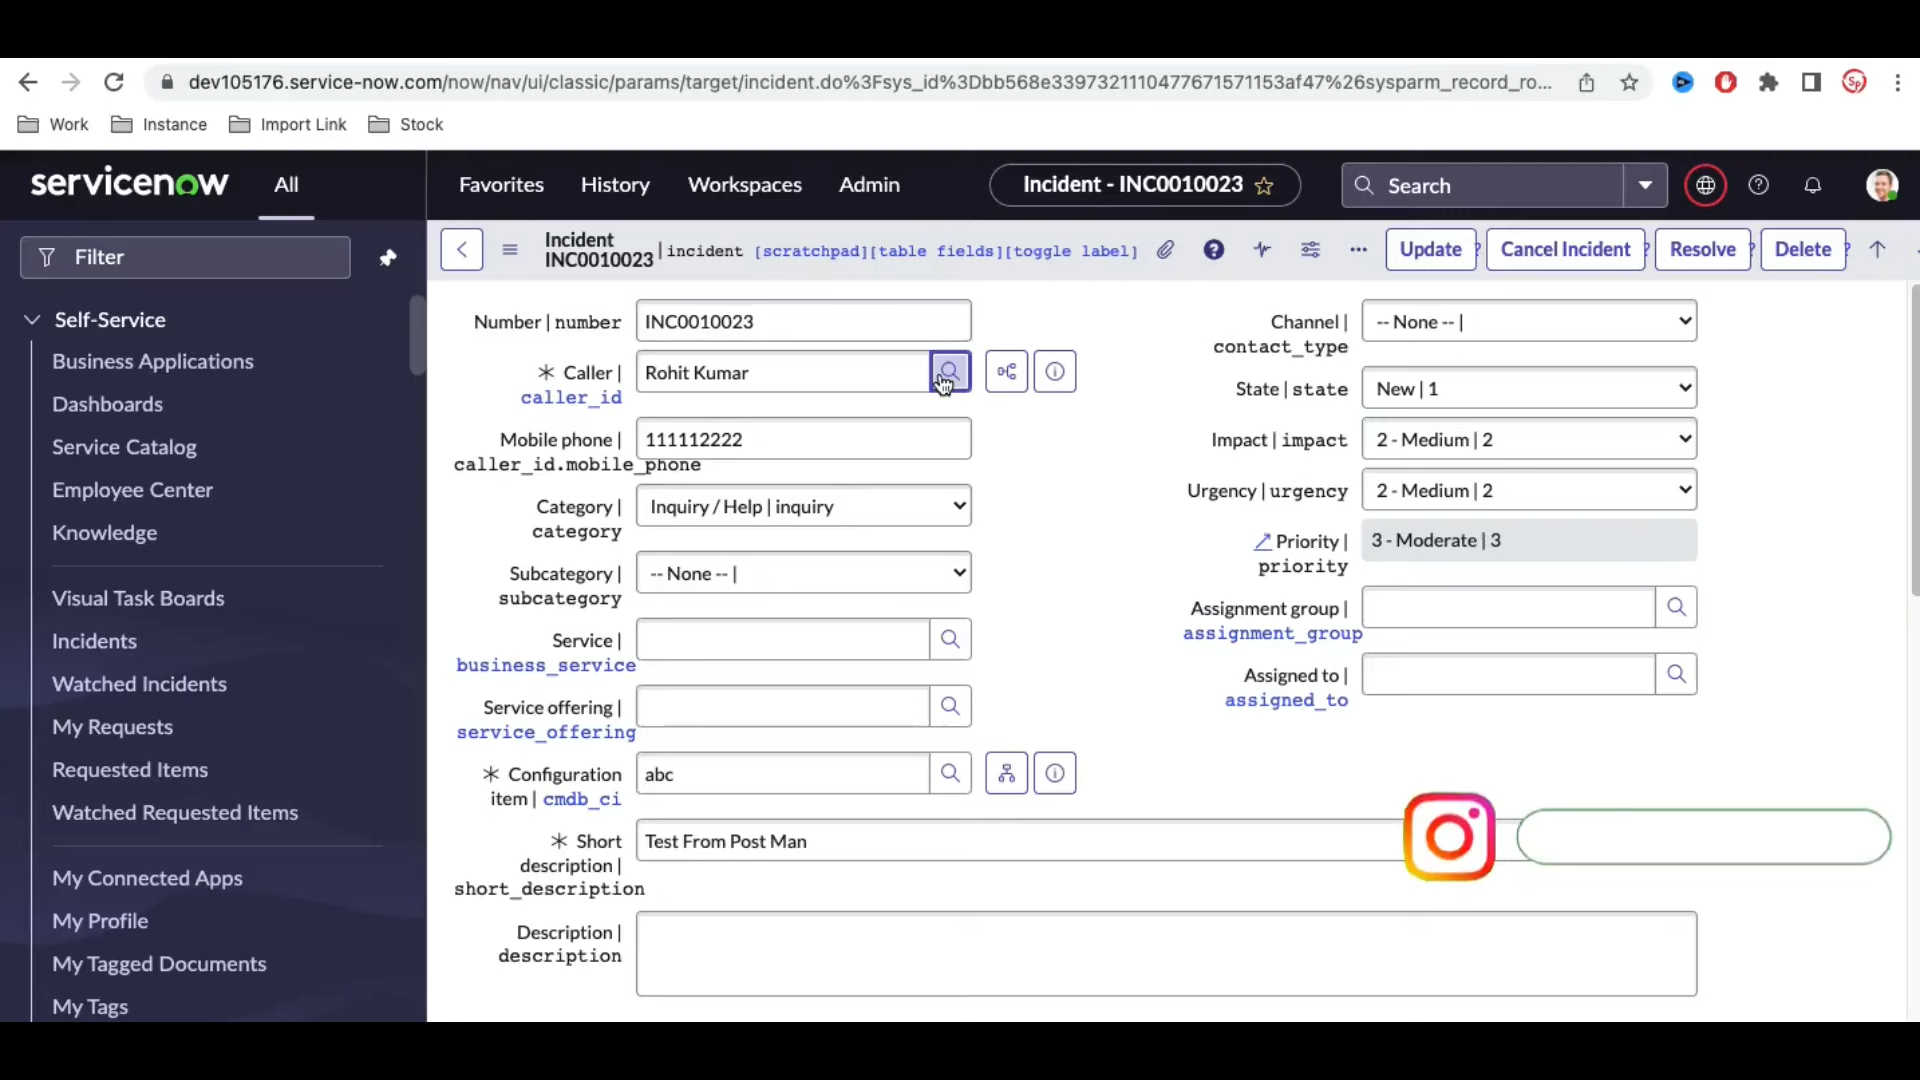 dev105176.service-now.com/now/nav/ui/classic/params/target/incident.do%3Fsys_id%3Dbb568e3397321110477671571153af47%26sysparm_record_ro...
Sp
Work Instance Import Link Stock
servicenow All Favorites History Workspaces Admin Incident - INC0010023 Search
Filter
Incident
INC0010023 | incident [scratchpad][table fields][toggle label] Update Cancel Incident Resolve Delete
Self-Service
Business Applications
Dashboards
Service Catalog
Employee Center
Knowledge
Visual Task Boards
Incidents
Watched Incidents
My Requests
Requested Items
Watched Requested Items
My Connected Apps
My Profile
My Tagged Documents
My Tags
Number | number INC0010023
Caller |
caller_id
Rohit Kumar
Mobile phone |
caller_id.mobile_phone
111112222
Category |
category
Inquiry / Help | inquiry
Subcategory |
subcategory
-- None -- |
Service |
business_service
Service offering |
service_offering
Configuration
item | cmdb_ci
abc
Short
description |
short_description
Test From Post Man
Description |
description
Channel |
contact_type
-- None -- |
State | state New | 1
Impact | impact 2 - Medium | 2
Urgency | urgency 2 - Medium | 2
Priority |
priority
3 - Moderate | 3
Assignment group |
assignment_group
Assigned to |
assigned_to